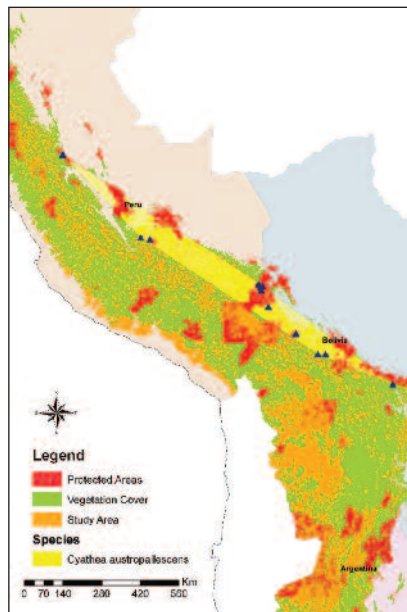 Peru
Bolivia
Legend
Protected Areas
Vegetation Cover
Study Area
Species
Cyathea austropallescens
Km
0 70 140 280 420 560
Argentina